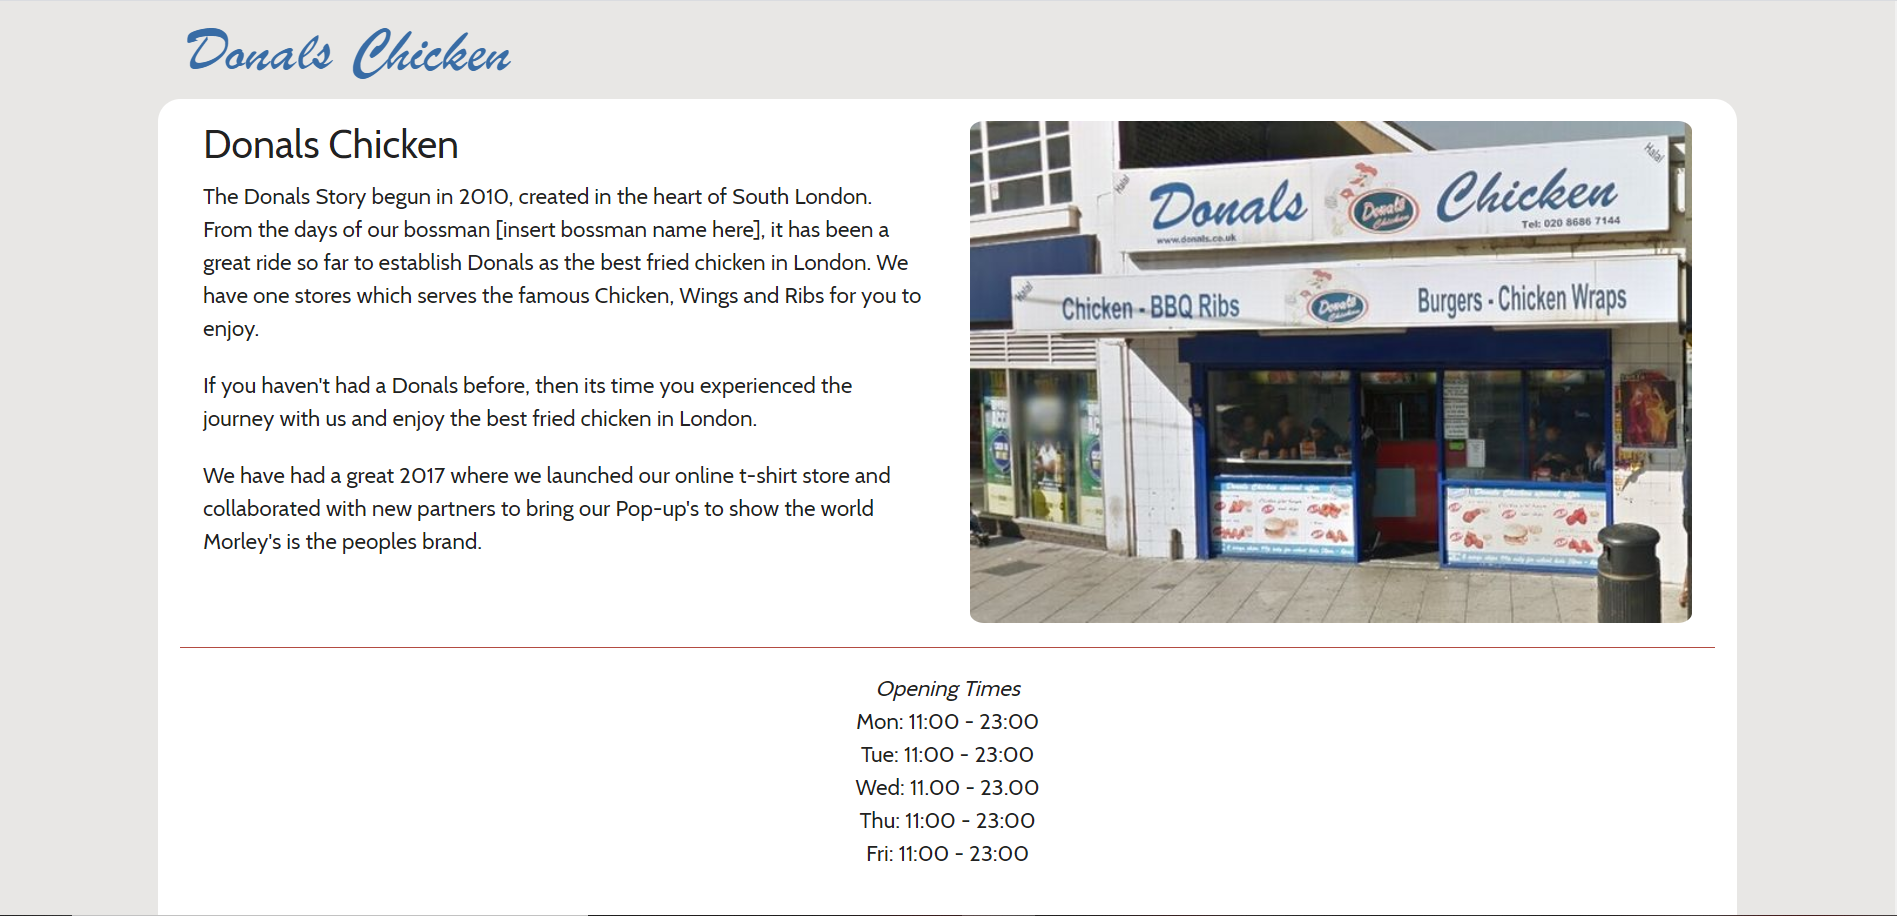 Donals Chicken
Donals Chicken
The Donals Story begun in 2010, created in the heart of South London.
From the days of our bossman [insert bossman name here], it has been a
great ride so far to establish Donals as the best fried chicken in London. We
have one stores which serves the famous Chicken, Wings and Ribs for you to
enjoy.
If you haven't had a Donals before, then its time you experienced the
journey with us and enjoy the best fried chicken in London.
We have had a great 2017 where we launched our online t-shirt store and
collaborated with new partners to bring our Pop-up's to show the world
Morley's is the peoples brand.
Halal
Halal
Donals
Donals
Chicken
Chicken
www.donals.co.uk
Tel: 020 8686 7144
Halal
Chicken - BBQ Ribs
Donals
Chicken
Burgers - Chicken Wraps
Donals Chicken special offer
Donals Chicken special offer
Opening Times
Mon: 11:00 - 23:00
Tue: 11:00 - 23:00
Wed: 11.00 - 23.00
Thu: 11:00 - 23:00
Fri: 11:00 - 23:00